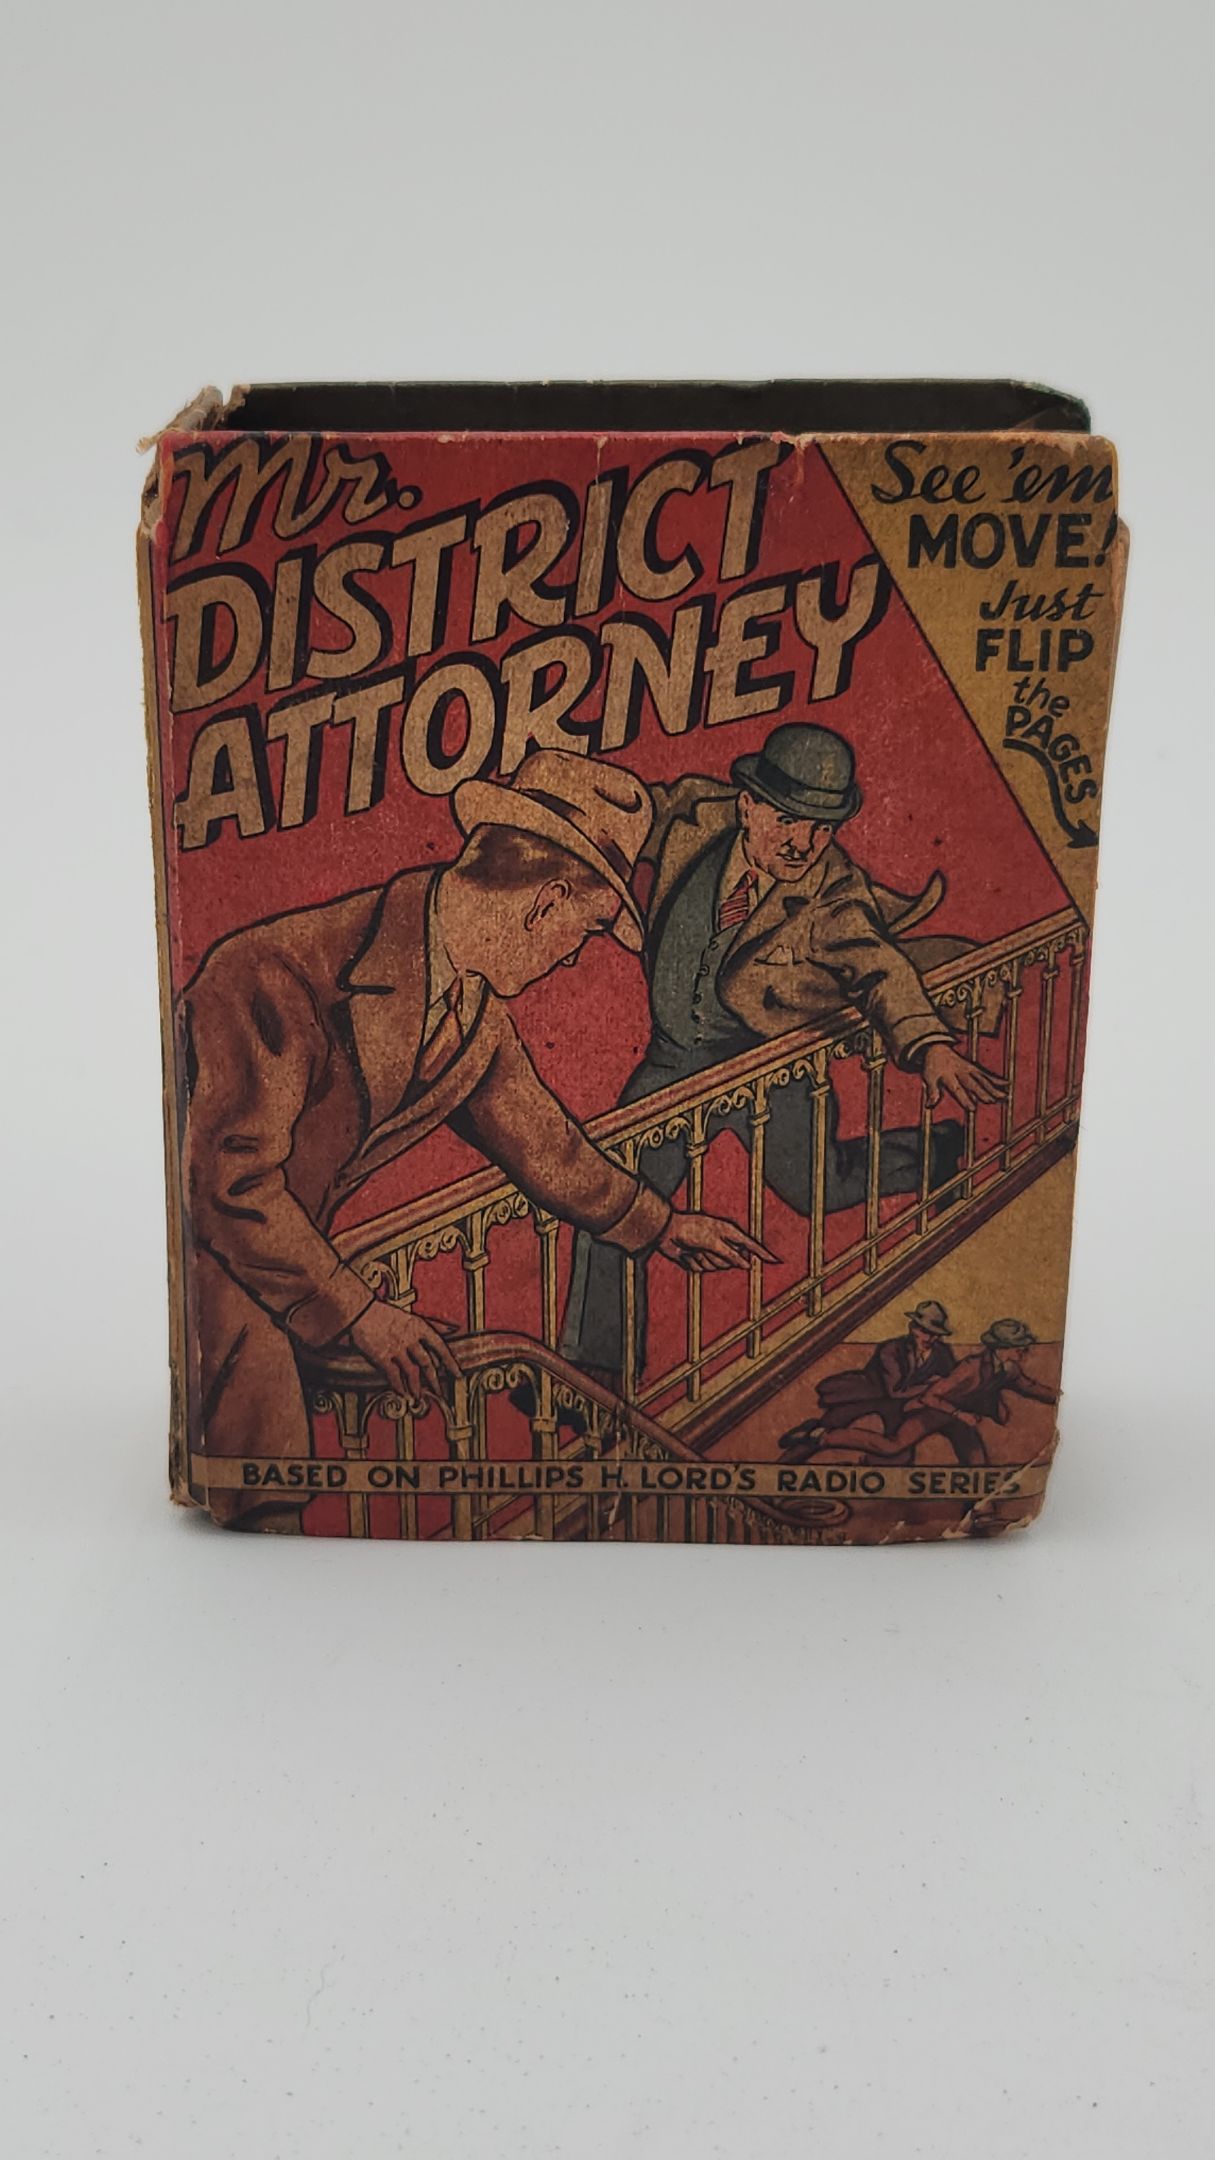 Mr.
DISTRICT
ATTORNEY
See 'em
MOVE!
Just
FLIP
the
PAGES
BASED ON PHILLIPS H. LORD'S RADIO SERIES